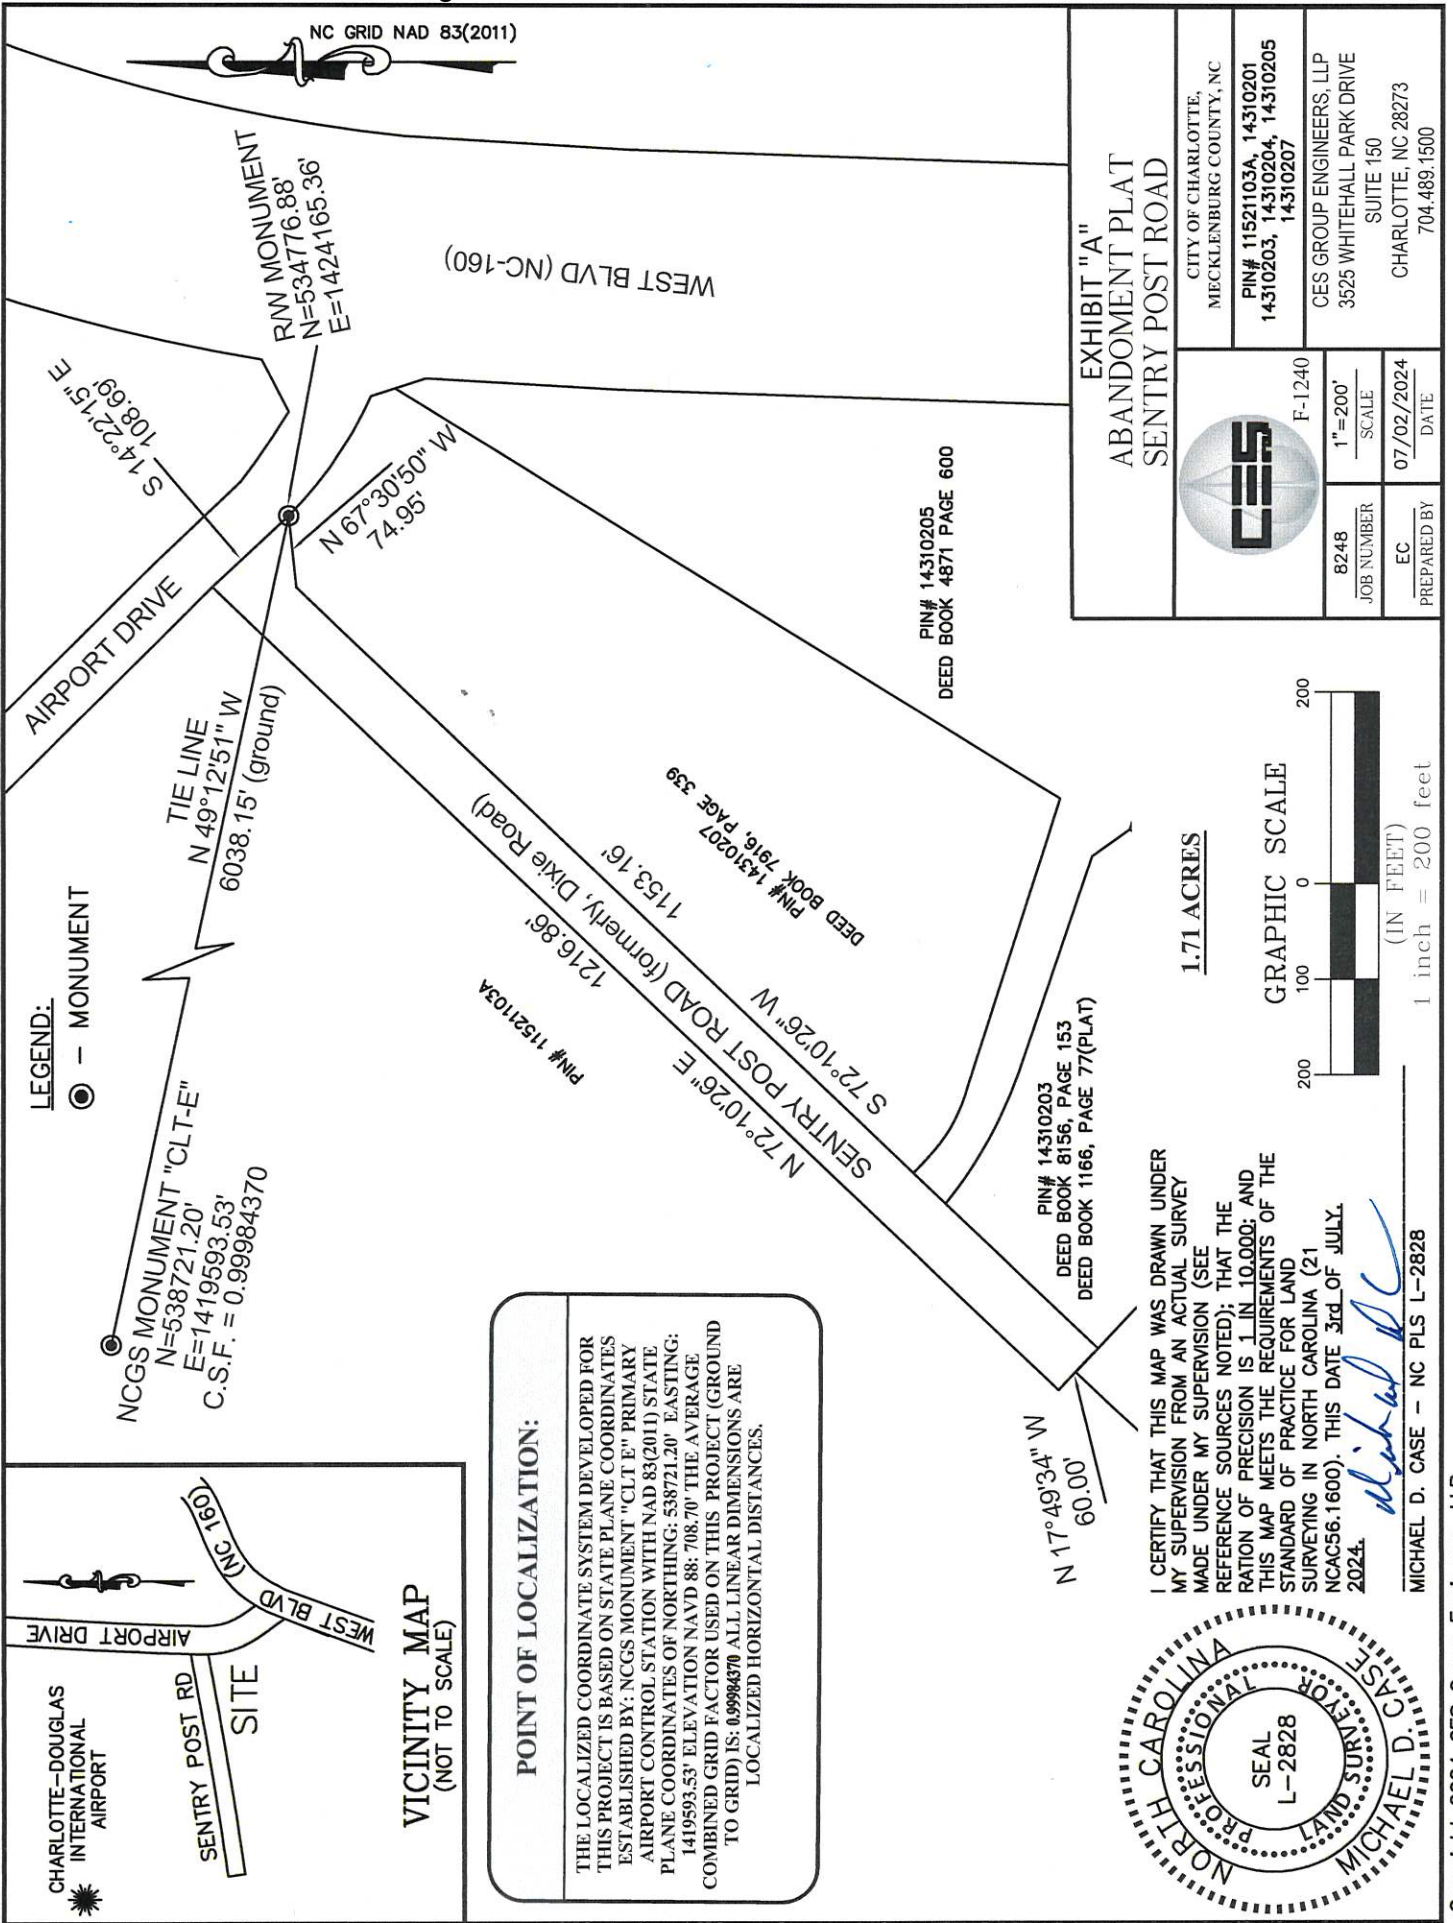 CHARLOTTE-DOUGLAS
INTERNATIONAL
AIRPORT
AIRPORT DRIVE
SENTRY POST RD
SITE
WEST BLVD
(NC 160)
VICINITY MAP
(NOT TO SCALE)
LEGEND:
– MONUMENT
NCGS MONUMENT "CLT-E"
N=538721.20'
E=1419593.53'
C.S.F. = 0.99984370
TIE LINE
N 49°12'51" W
6038.15' (ground)
AIRPORT DRIVE
S 14°22'15" E
108.69'
R/W MONUMENT
N=534776.88'
E=1424165.36'
NC GRID NAD 83(2011)
N 67°30'50" W
74.95'
WEST BLVD (NC-160)
POINT OF LOCALIZATION:
THE LOCALIZED COORDINATE SYSTEM DEVELOPED FOR
THIS PROJECT IS BASED ON STATE PLANE COORDINATES
ESTABLISHED BY: NCGS MONUMENT "CLT E" PRIMARY
AIRPORT CONTROL STATION WITH NAD 83(2011) STATE
PLANE COORDINATES OF NORTHING: 538721.20' EASTING:
1419593.53' ELEVATION NAVD 88: 708.70' THE AVERAGE
COMBINED GRID FACTOR USED ON THIS PROJECT (GROUND
TO GRID) IS: 0.99984370 ALL LINEAR DIMENSIONS ARE
LOCALIZED HORIZONTAL DISTANCES.
PIN# 11521103A
N 72°10'26" E
1216.86'
SENTRY POST ROAD (formerly, Dixie Road)
S 72°10'26" W
1153.16'
PIN# 14310207
DEED BOOK 7916, PAGE 339
PIN# 14310205
DEED BOOK 4871 PAGE 600
PIN# 14310203
DEED BOOK 8156, PAGE 153
DEED BOOK 1166, PAGE 77(PLAT)
N 17°49'34" W
60.00'
NORTH CAROLINA
PROFESSIONAL
SEAL
L-2828
LAND SURVEYOR
MICHAEL D. CASE
I CERTIFY THAT THIS MAP WAS DRAWN UNDER
MY SUPERVISION FROM AN ACTUAL SURVEY
MADE UNDER MY SUPERVISION (SEE
REFERENCE SOURCES NOTED); THAT THE
RATION OF PRECISION IS 1 IN 10,000; AND
THIS MAP MEETS THE REQUIREMENTS OF THE
STANDARD OF PRACTICE FOR LAND
SURVEYING IN NORTH CAROLINA (21
NCAC56.1600). THIS DATE 3rd OF JULY,
2024.
MICHAEL D. CASE – NC PLS L-2828
1.71 ACRES
GRAPHIC SCALE
200 100 0 200
(IN FEET)
1 inch = 200 feet
EXHIBIT "A"
ABANDOMENT PLAT
SENTRY POST ROAD
CES
F-1240
CITY OF CHARLOTTE,
MECKLENBURG COUNTY, NC
PIN# 11521103A, 14310201
14310203, 14310204, 14310205
14310207
8248
JOB NUMBER
1"=200'
SCALE
EC
PREPARED BY
07/02/2024
DATE
CES GROUP ENGINEERS, LLP
3525 WHITEHALL PARK DRIVE
SUITE 150
CHARLOTTE, NC 28273
704.489.1500